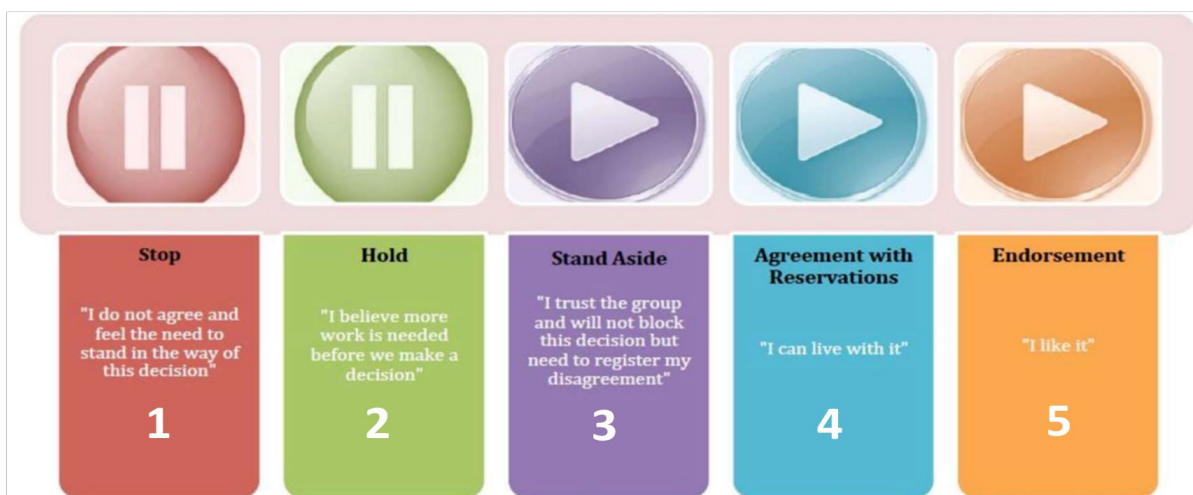 Stop
"I do not agree and
feel the need to
stand in the way of
this decision"
1
Hold
"I believe more
work is needed
before we make a
decision"
2
Stand Aside
"I trust the group
and will not block
this decision but
need to register my
disagreement"
3
Agreement with
Reservations
"I can live with it"
4
Endorsement
"I like it"
5